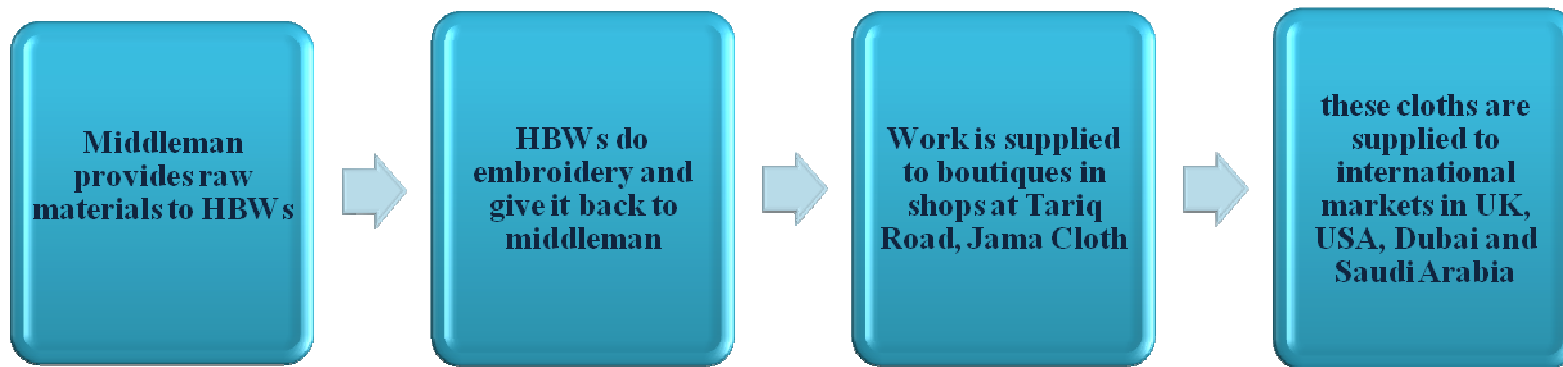 Middleman
provides raw
materials to HBWs
HBWs do
embroidery and
give it back to
middleman
Work is supplied
to boutiques in
shops at Tariq
Road, Jama Cloth
these cloths are
supplied to
international
markets in UK,
USA, Dubai and
Saudi Arabia